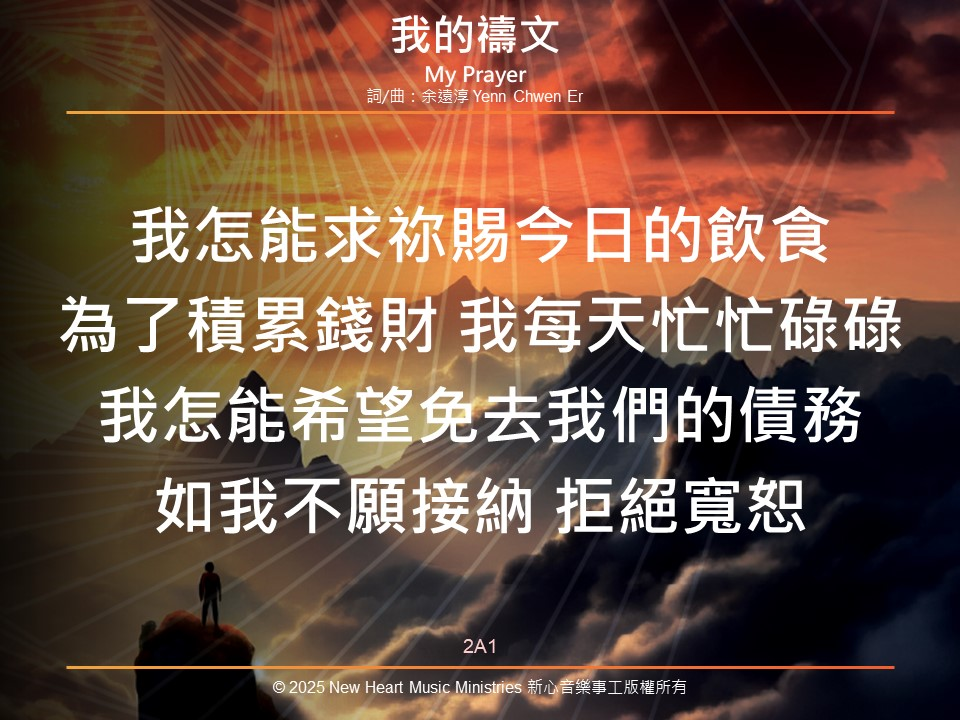 我的禱文
My Prayer
詞/曲：余遠淳 Yenn Chwen Er
我怎能求祢賜今日的飲食
為了積累錢財 我每天忙忙碌碌
我怎能希望免去我們的債務
如我不願接納 拒絕寬恕
2A1
© 2025 New Heart Music Ministries 新心音樂事工版權所有